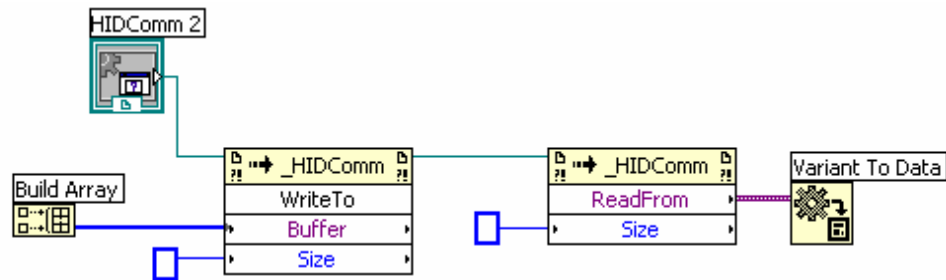 HIDComm 2
_HIDComm
_HIDComm
Variant To Data
Build Array
WriteTo
ReadFrom
Buffer
Size
Size